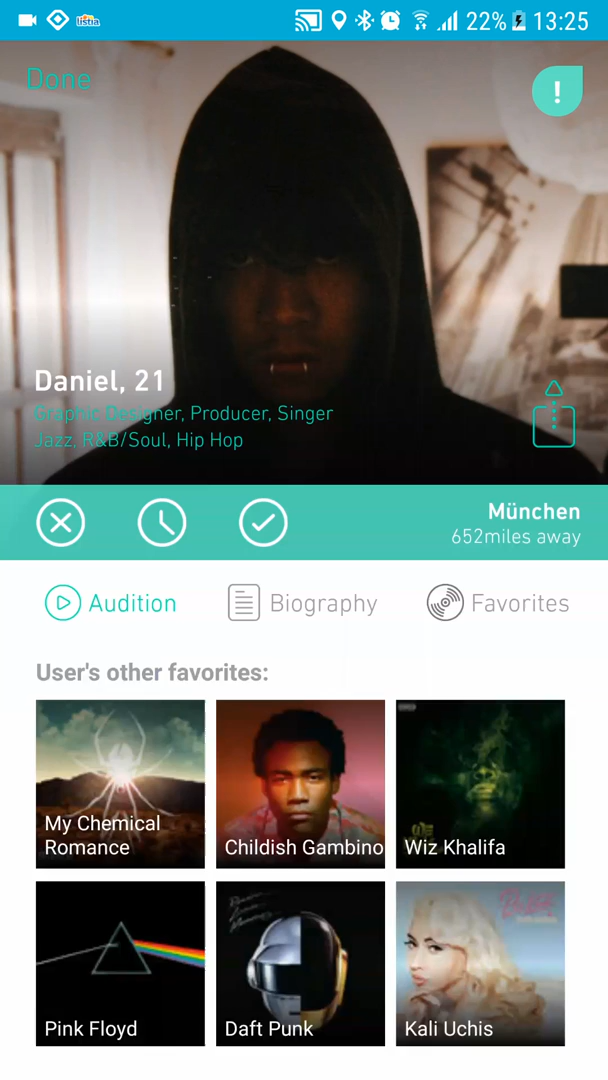 listia
22%
13:25
Done
!
Daniel, 21
Graphic Designer, Producer, Singer
Jazz, R&B/Soul, Hip Hop
München
652miles away
Audition
Biography
Favorites
User's other favorites:
My Chemical
Romance
Childish Gambino
Wiz Khalifa
Pink Floyd
Daft Punk
Kali Uchis